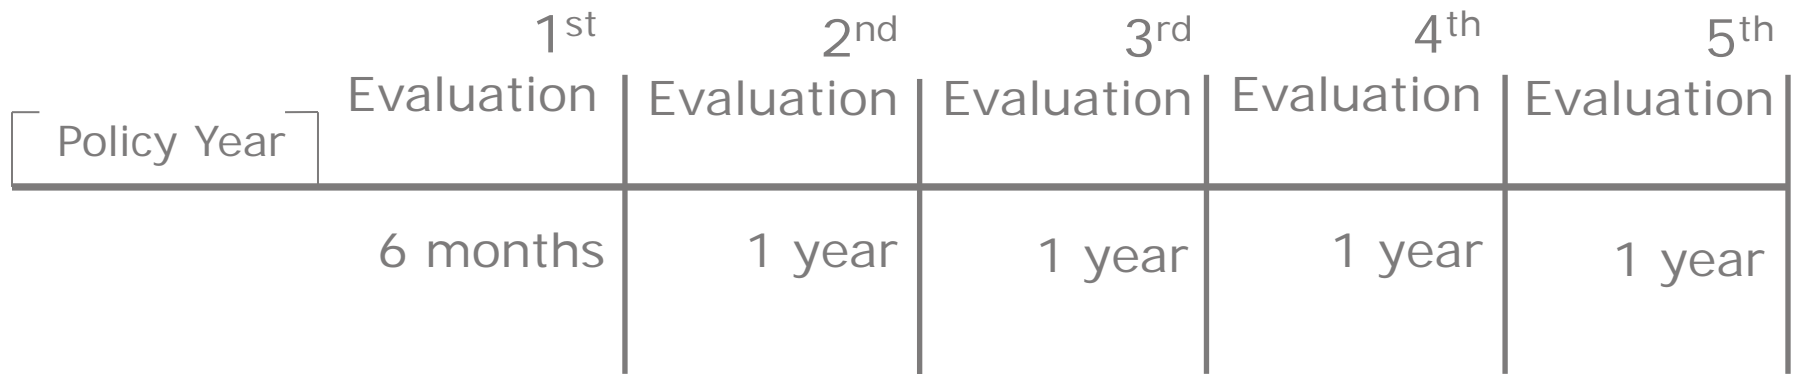 1st
Evaluation
2nd
Evaluation
3rd
Evaluation
4th
Evaluation
5th
Evaluation
Policy Year
6 months
1 year
1 year
1 year
1 year